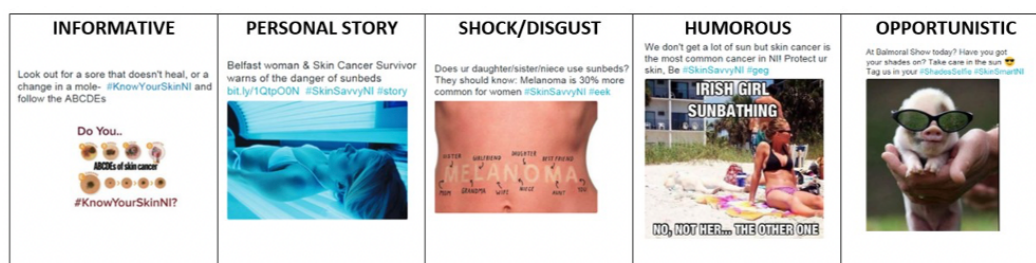 INFORMATIVE
Look out for a sore that doesn't heal, or a
change in a mole- #KnowYourSkinNI and
follow the ABCDEs
Do You..
ABCDEs of skin cancer
#KnowYourSkinNI?
PERSONAL STORY
Belfast woman & Skin Cancer Survivor
warns of the danger of sunbeds
bit.ly/1QtpO0N #SkinSavvyNI #story
SHOCK/DISGUST
Does ur daughter/sister/niece use sunbeds?
They should know: Melanoma is 30% more
common for women #SkinSavvyNI #eek
SISTER GIRLFRIEND DAUGHTER BEST FRIEND
MELANOMA
MOM GRANDMA WIFE NIECE AUNT YOU
HUMOROUS
We don't get a lot of sun but skin cancer is
the most common cancer in NI! Protect ur
skin, Be #SkinSavvyNI #geg
IRISH GIRL
SUNBATHING
NO, NOT HER... THE OTHER ONE
OPPORTUNISTIC
At Balmoral Show today? Have you got
your shades on? Take care in the sun 😎
Tag us in your #ShadesSelfie #SkinSmartNI